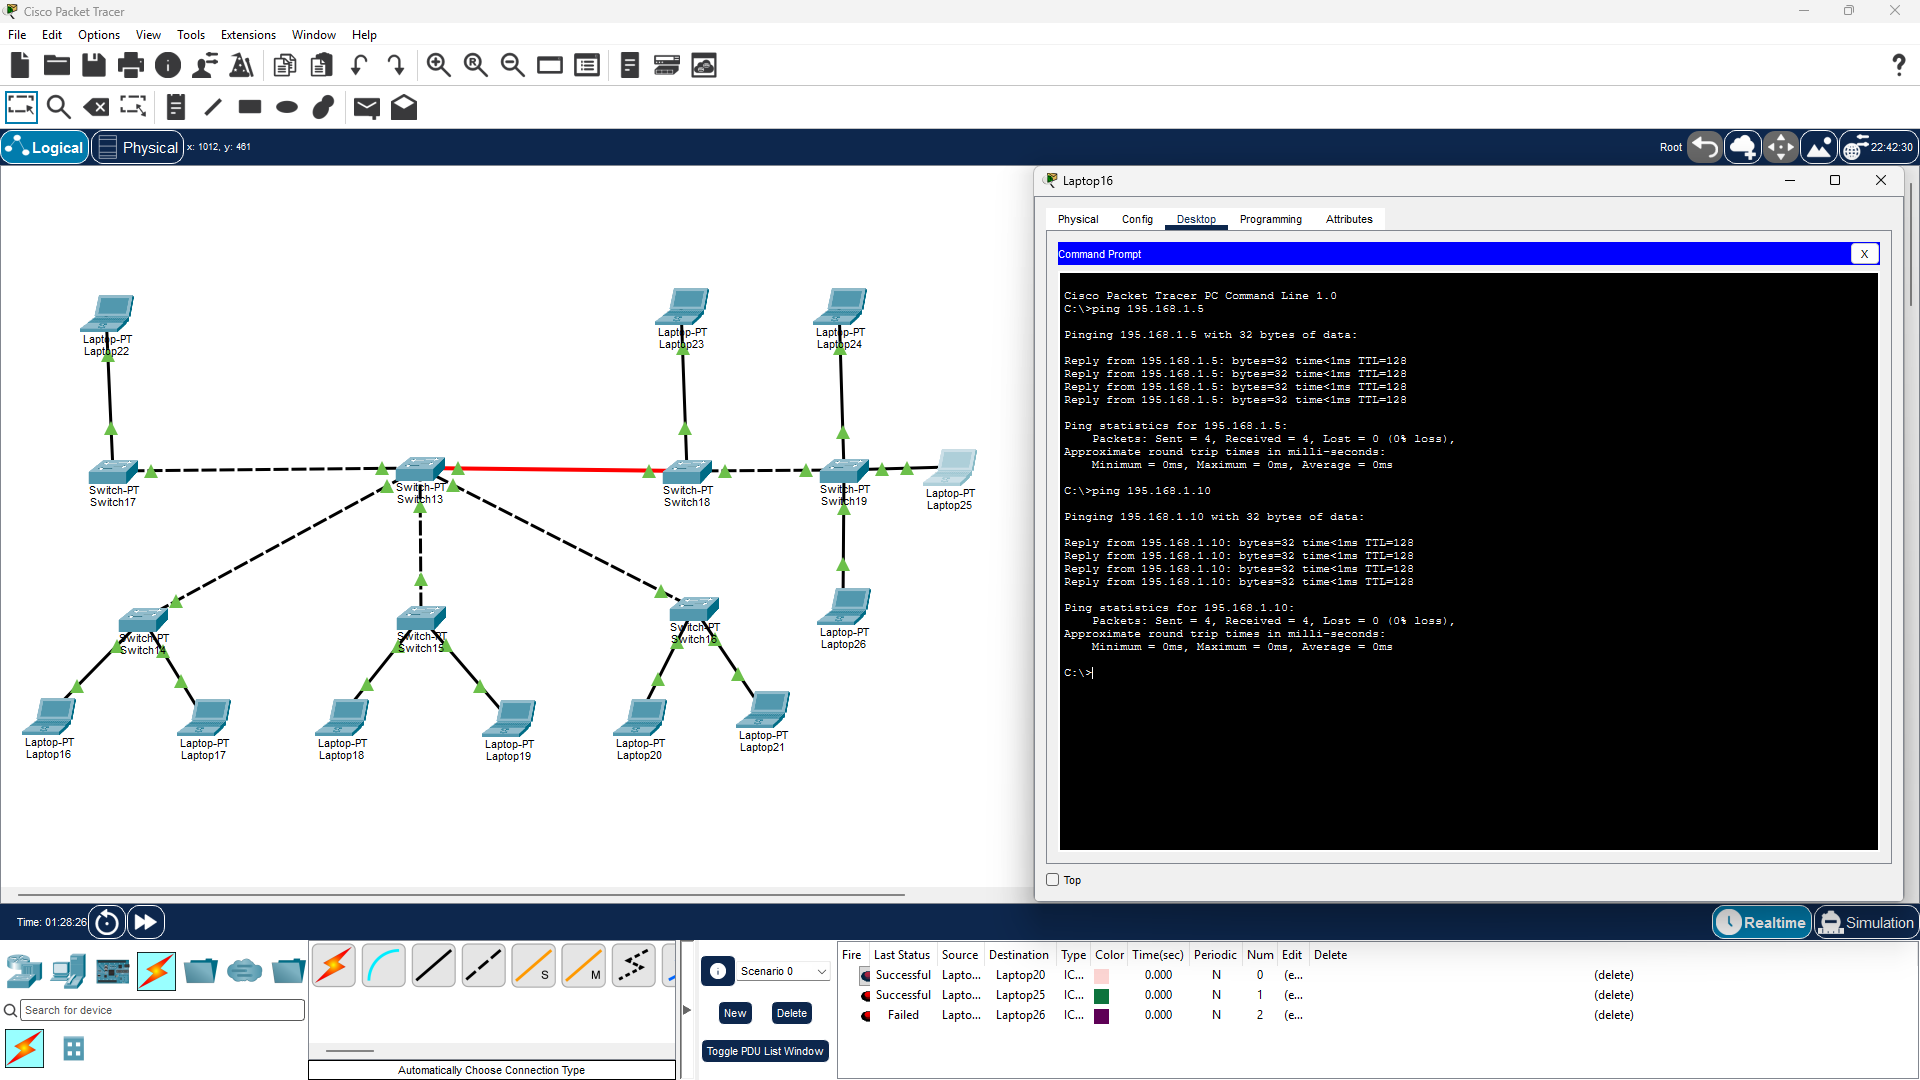 Cisco Packet Tracer
File Edit Options View Tools Extensions Window Help
Logical Physical x: 1012, y: 461 Root 22:42:30
Laptop-PT
Laptop22
Laptop-PT
Laptop23
Laptop-PT
Laptop24
Switch-PT
Switch17
Switch-PT
Switch13
Switch-PT
Switch18
Switch-PT
Switch19
Laptop-PT
Laptop25
Switch-PT
Switch14
Switch-PT
Switch15
Switch-PT
Switch16
Laptop-PT
Laptop26
Laptop-PT
Laptop16
Laptop-PT
Laptop17
Laptop-PT
Laptop18
Laptop-PT
Laptop19
Laptop-PT
Laptop20
Laptop-PT
Laptop21
Laptop16
Physical Config Desktop Programming Attributes
Command Prompt X
Cisco Packet Tracer PC Command Line 1.0
C:\>ping 195.168.1.5
Pinging 195.168.1.5 with 32 bytes of data:
Reply from 195.168.1.5: bytes=32 time<1ms TTL=128
Reply from 195.168.1.5: bytes=32 time<1ms TTL=128
Reply from 195.168.1.5: bytes=32 time<1ms TTL=128
Reply from 195.168.1.5: bytes=32 time<1ms TTL=128
Ping statistics for 195.168.1.5:
Packets: Sent = 4, Received = 4, Lost = 0 (0% loss),
Approximate round trip times in milli-seconds:
Minimum = 0ms, Maximum = 0ms, Average = 0ms
C:\>ping 195.168.1.10
Pinging 195.168.1.10 with 32 bytes of data:
Reply from 195.168.1.10: bytes=32 time<1ms TTL=128
Reply from 195.168.1.10: bytes=32 time<1ms TTL=128
Reply from 195.168.1.10: bytes=32 time<1ms TTL=128
Reply from 195.168.1.10: bytes=32 time<1ms TTL=128
Ping statistics for 195.168.1.10:
Packets: Sent = 4, Received = 4, Lost = 0 (0% loss),
Approximate round trip times in milli-seconds:
Minimum = 0ms, Maximum = 0ms, Average = 0ms
C:\>
Top
Time: 01:28:26 Realtime Simulation
Search for device
S M
Automatically Choose Connection Type
Scenario 0
New Delete
Toggle PDU List Window
Fire Last Status Source Destination Type Color Time(sec) Periodic Num Edit Delete
Successful Lapto... Laptop20 IC... 0.000 N 0 (e... (delete)
Successful Lapto... Laptop25 IC... 0.000 N 1 (e... (delete)
Failed Lapto... Laptop26 IC... 0.000 N 2 (e... (delete)